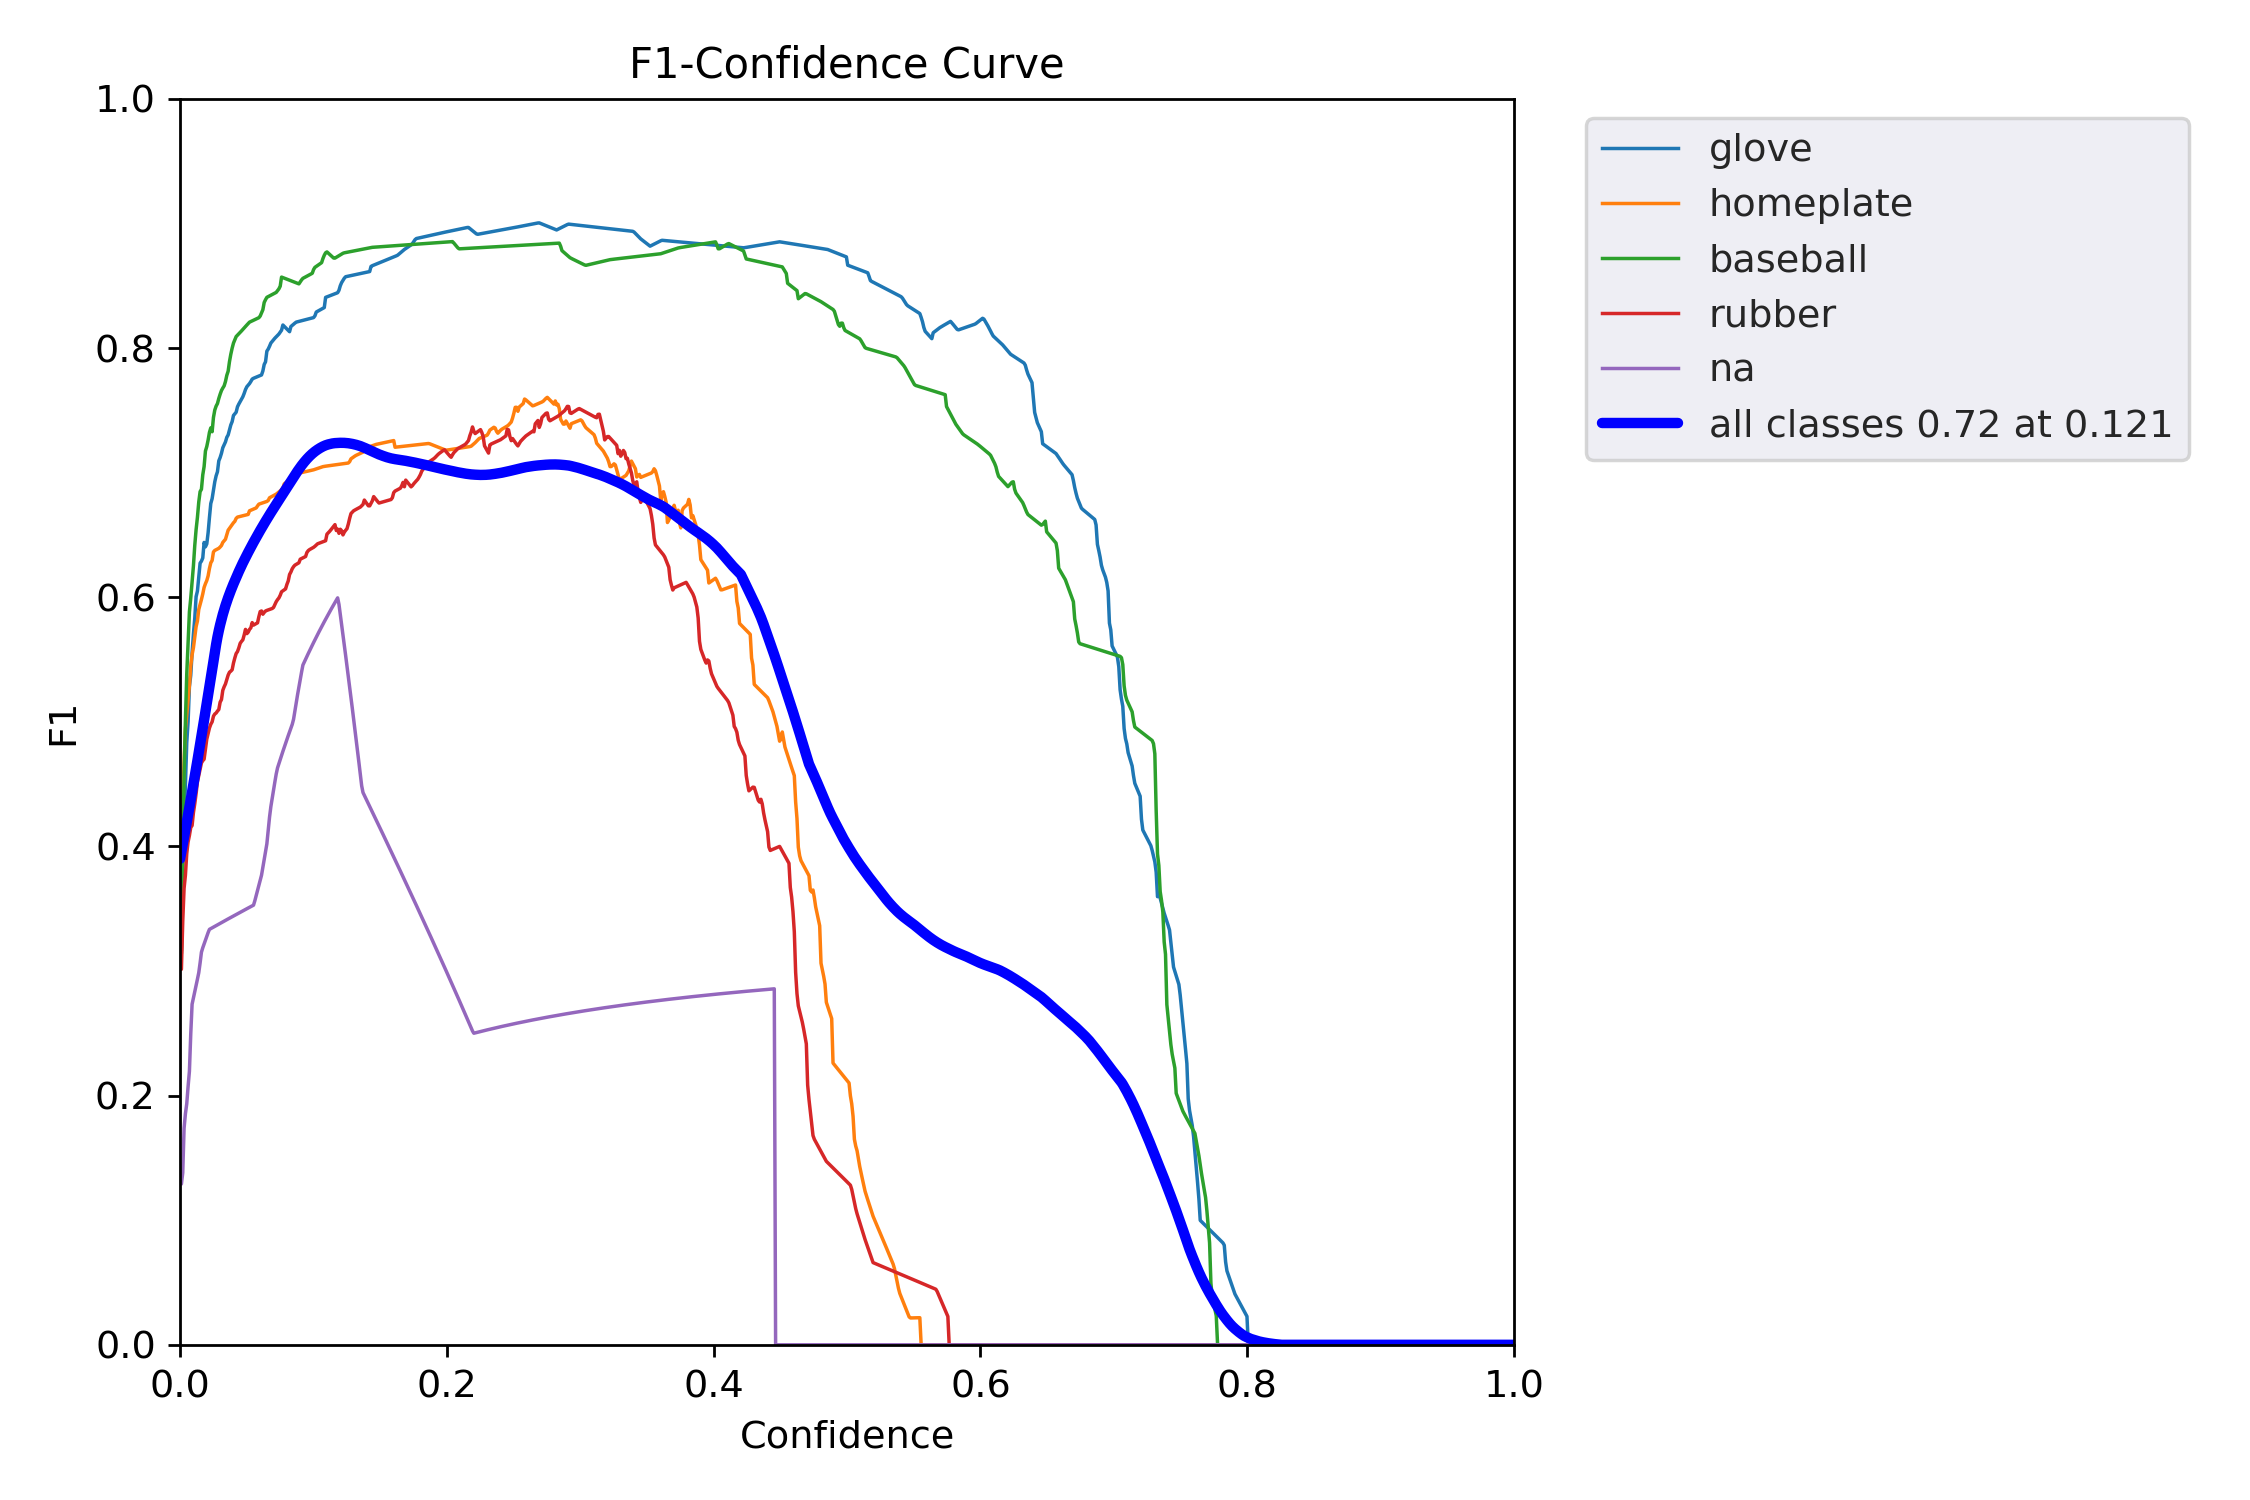 F1-Confidence Curve
1.0
0.8
0.6
0.4
0.2
0.0
F1
0.0 0.2 0.4 0.6 0.8 1.0
Confidence
glove
homeplate
baseball
rubber
na
all classes 0.72 at 0.121